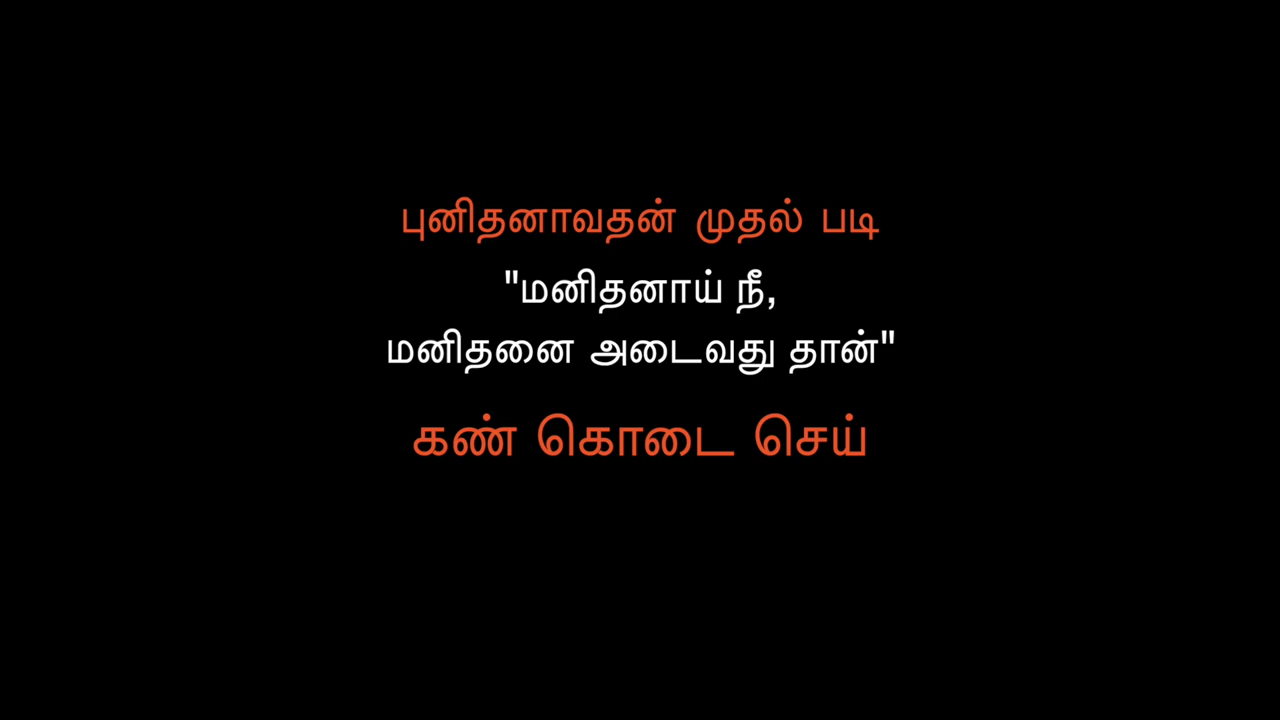 புனிதனாவதன் முதல் படி
"மனிதனாய் நீ,
மனிதனை அடைவது தான்"
கண் கொடை செய்